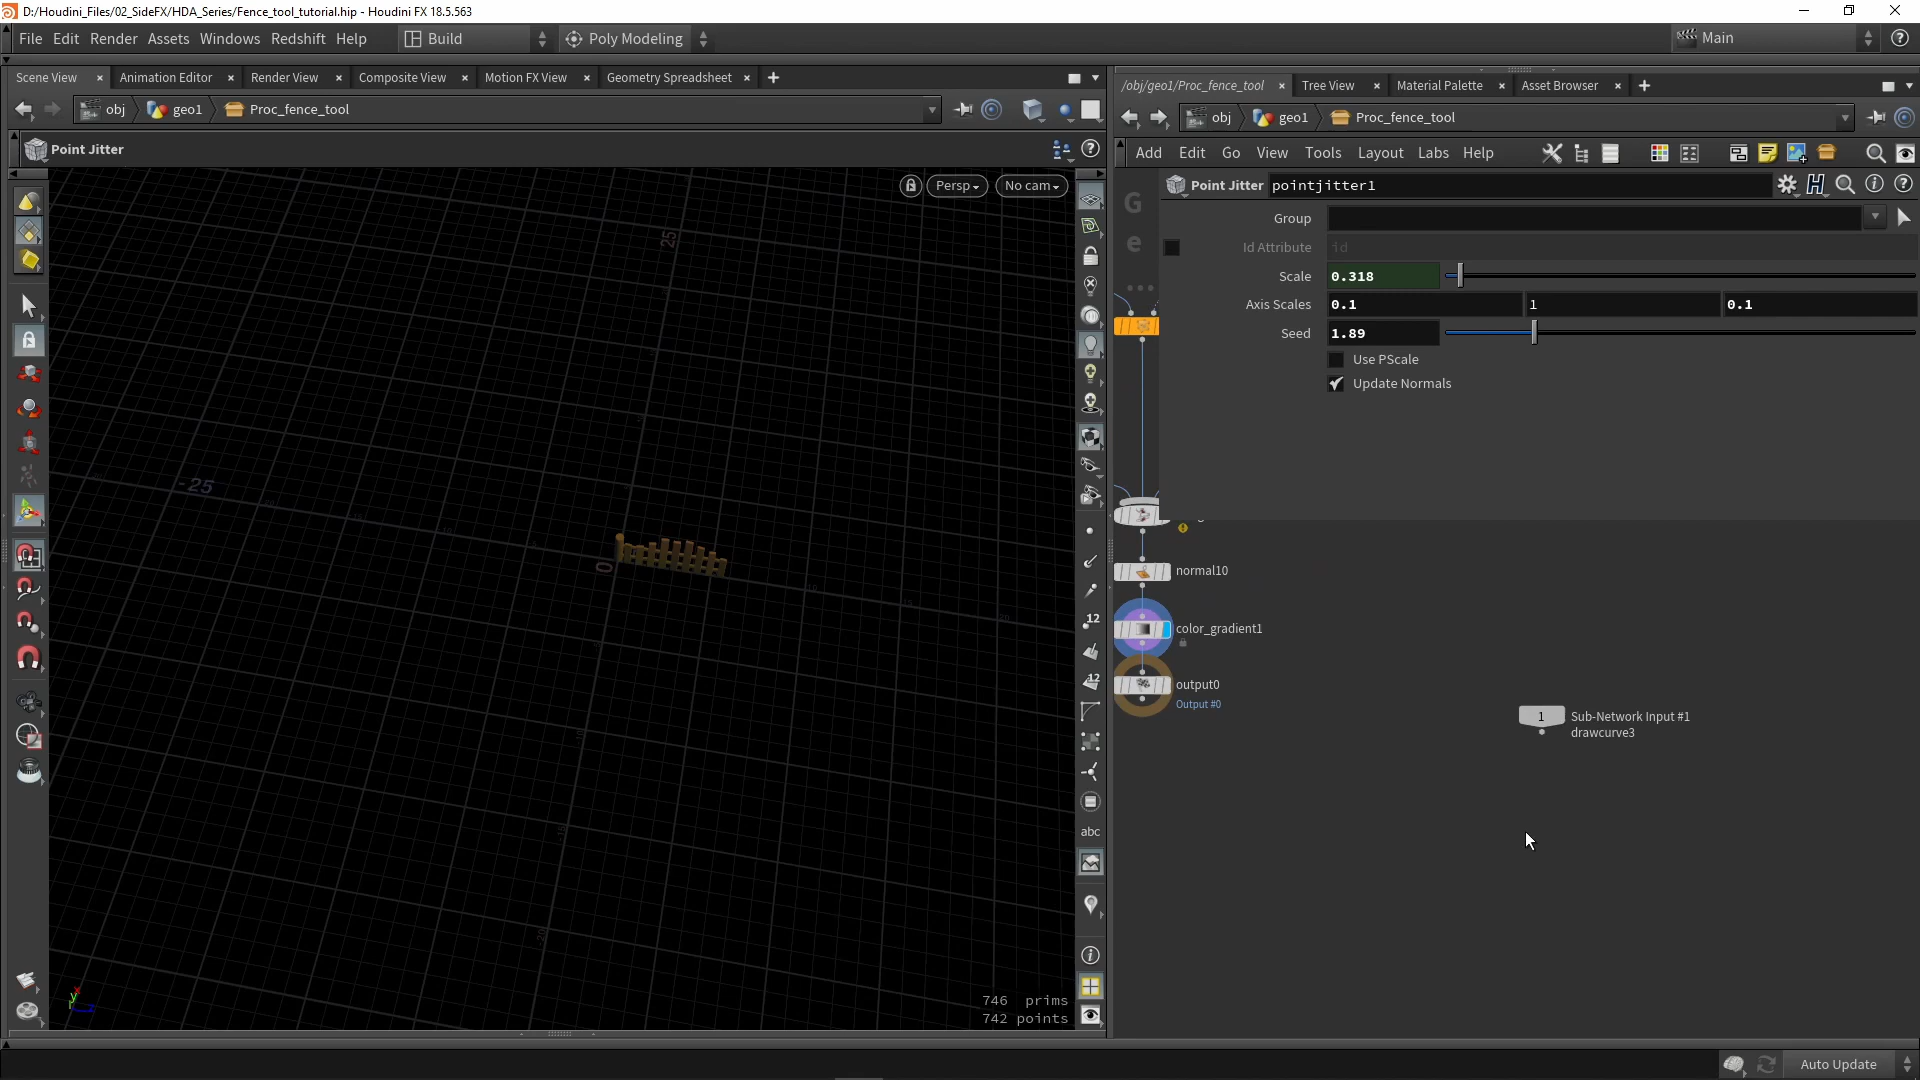 D:/Houdini_Files/02_SideFX/HDA_Series/Fence_tool_tutorial.hip - Houdini FX 18.5.563
File Edit Render Assets Windows Redshift Help Build Poly Modeling Main
Scene View Animation Editor Render View Composite View Motion FX View Geometry Spreadsheet
obj geo1 Proc_fence_tool
Point Jitter
Persp No cam
25
-25
0
12
12
abc
746 prims
742 points
/obj/geo1/Proc_fence_tool Tree View Material Palette Asset Browser
obj geo1 Proc_fence_tool
Add Edit Go View Tools Layout Labs Help
G
e
...
Point Jitter pointjitter1
Group
Id Attribute id
Scale 0.318
Axis Scales 0.1 1 0.1
Seed 1.89
Use PScale
Update Normals
normal10
color_gradient1
output0
Output #0
1 Sub-Network Input #1
drawcurve3
Auto Update